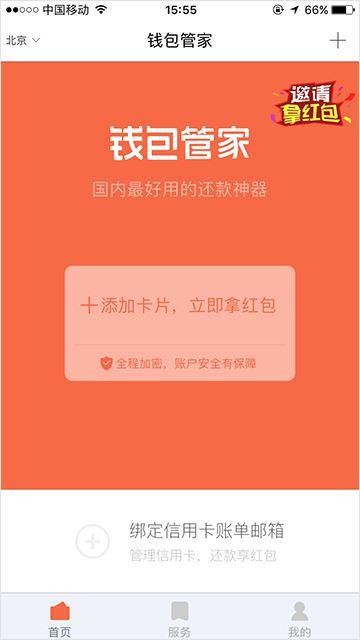 中国移动 15:55 66%
北京 钱包管家
邀请
拿红包
钱包管家
国内最好用的还款神器
添加卡片，立即拿红包
全程加密，账户安全有保障
绑定信用卡账单邮箱
管理信用卡，还款享红包
首页 服务 我的